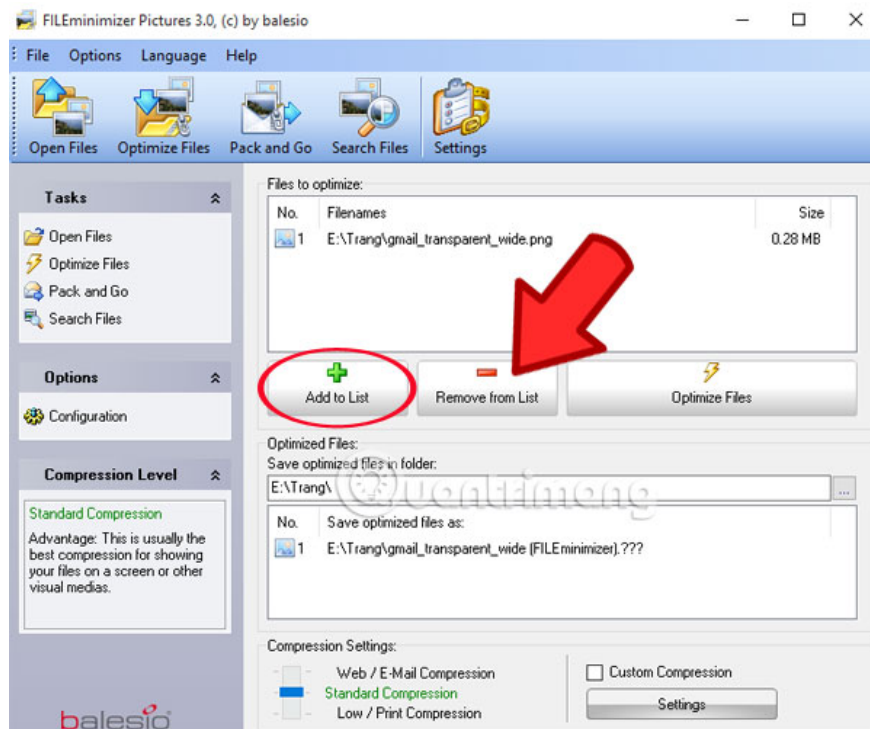 FILEminimizer Pictures 3.0, (c) by balesio
File Options Language Help
Open Files Optimize Files Pack and Go Search Files Settings
Tasks
Open Files
Optimize Files
Pack and Go
Search Files
Options
Configuration
Compression Level
Standard Compression
Advantage: This is usually the
best compression for showing
your files on a screen or other
visual medias.
balesio
Files to optimize:
No. Filenames Size
1 E:\Trang\gmail_transparent_wide.png 0.28 MB
Add to List Remove from List Optimize Files
Optimized Files:
Save optimized files in folder:
E:\Trang\ ...
Quantrimang
No. Save optimized files as:
1 E:\Trang\gmail_transparent_wide (FILEminimizer).???
Compression Settings:
Web / E-Mail Compression
Standard Compression
Low / Print Compression
Custom Compression
Settings